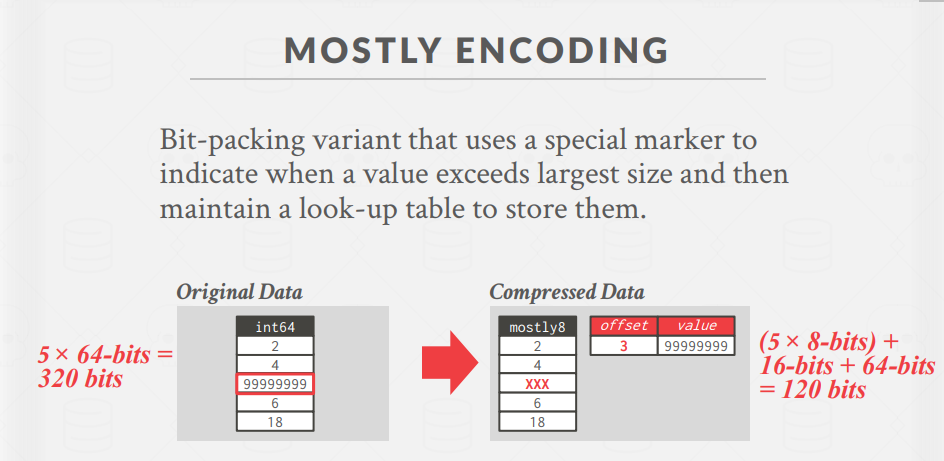 MOSTLY ENCODING
Bit-packing variant that uses a special marker to
indicate when a value exceeds largest size and then
maintain a look-up table to store them.
Original Data
int64
2
4
99999999
6
18
5 × 64-bits =
320 bits
Compressed Data
mostly8
2
4
XXX
6
18
offset value
3 99999999
(5 × 8-bits) +
16-bits + 64-bits
= 120 bits